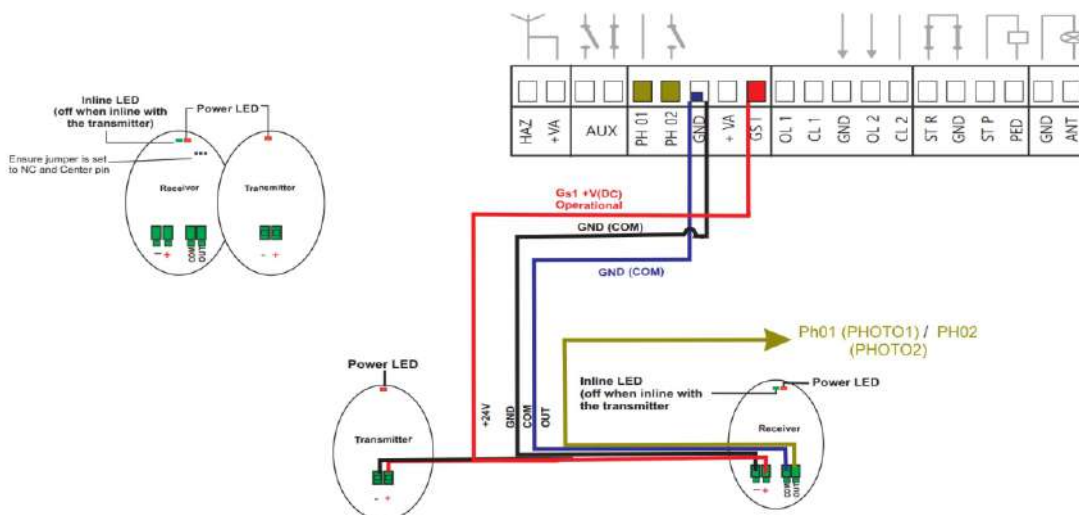 HAZ
+VA
AUX
PH 01
PH 02
GND
+ VA
GS 1
OL 1
CL 1
GND
OL 2
CL 2
ST R
GND
ST P
PED
GND
ANT
Inline LED
(off when inline with
the transmitter)
Power LED
Ensure jumper is set
to NC and Center pin
Receiver
Transmitter
- +
COM
OUT
- +
Gs1 +V(DC)
Operational
GND (COM)
GND (COM)
Ph01 (PHOTO1) / PH02
(PHOTO2)
Power LED
Transmitter
- +
+24V
GND
COM
OUT
Inline LED
(off when inline with
the transmitter
Power LED
Receiver
- +
COM
OUT